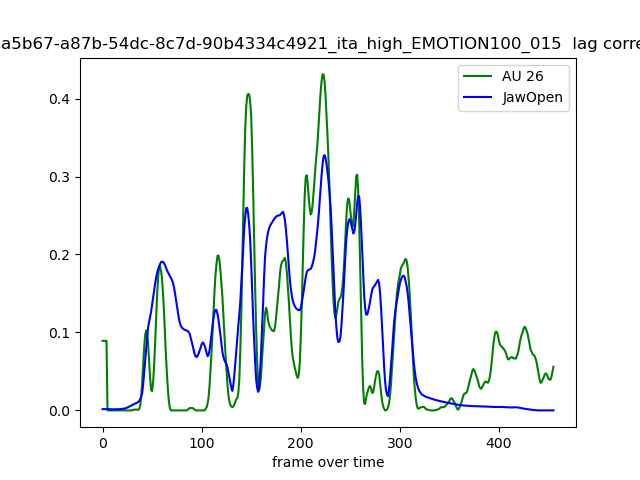 a5b67-a87b-54dc-8c7d-90b4334c4921_ita_high_EMOTION100_015 lag corre
AU 26
JawOpen
0.4
0.3
0.2
0.1
0.0
0 100 200 300 400
frame over time